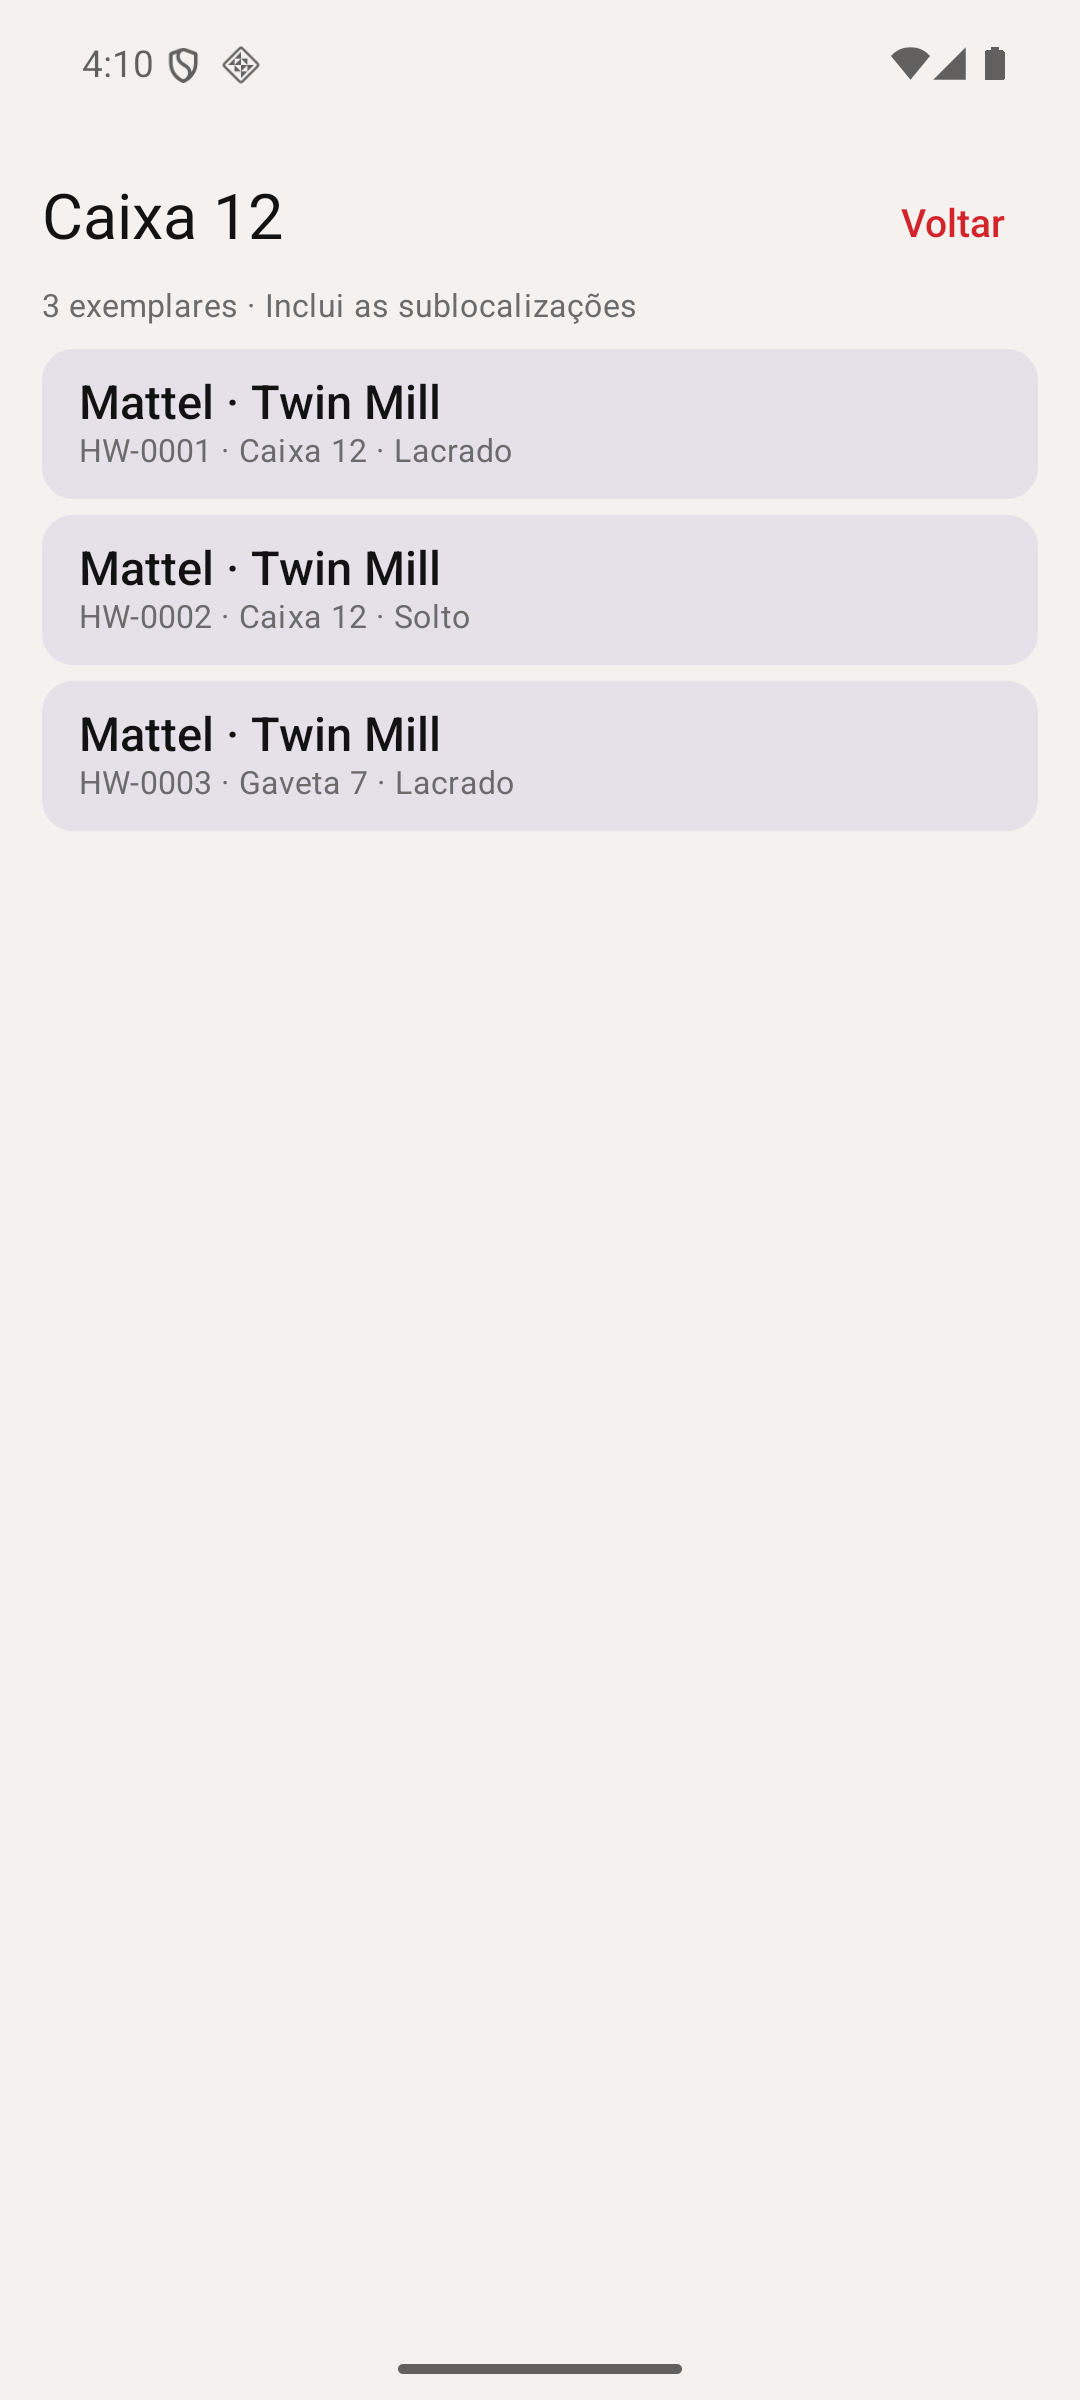 4:10
Caixa 12
Voltar
3 exemplares · Inclui as sublocalizações
Mattel · Twin Mill
HW-0001 · Caixa 12 · Lacrado
Mattel · Twin Mill
HW-0002 · Caixa 12 · Solto
Mattel · Twin Mill
HW-0003 · Gaveta 7 · Lacrado